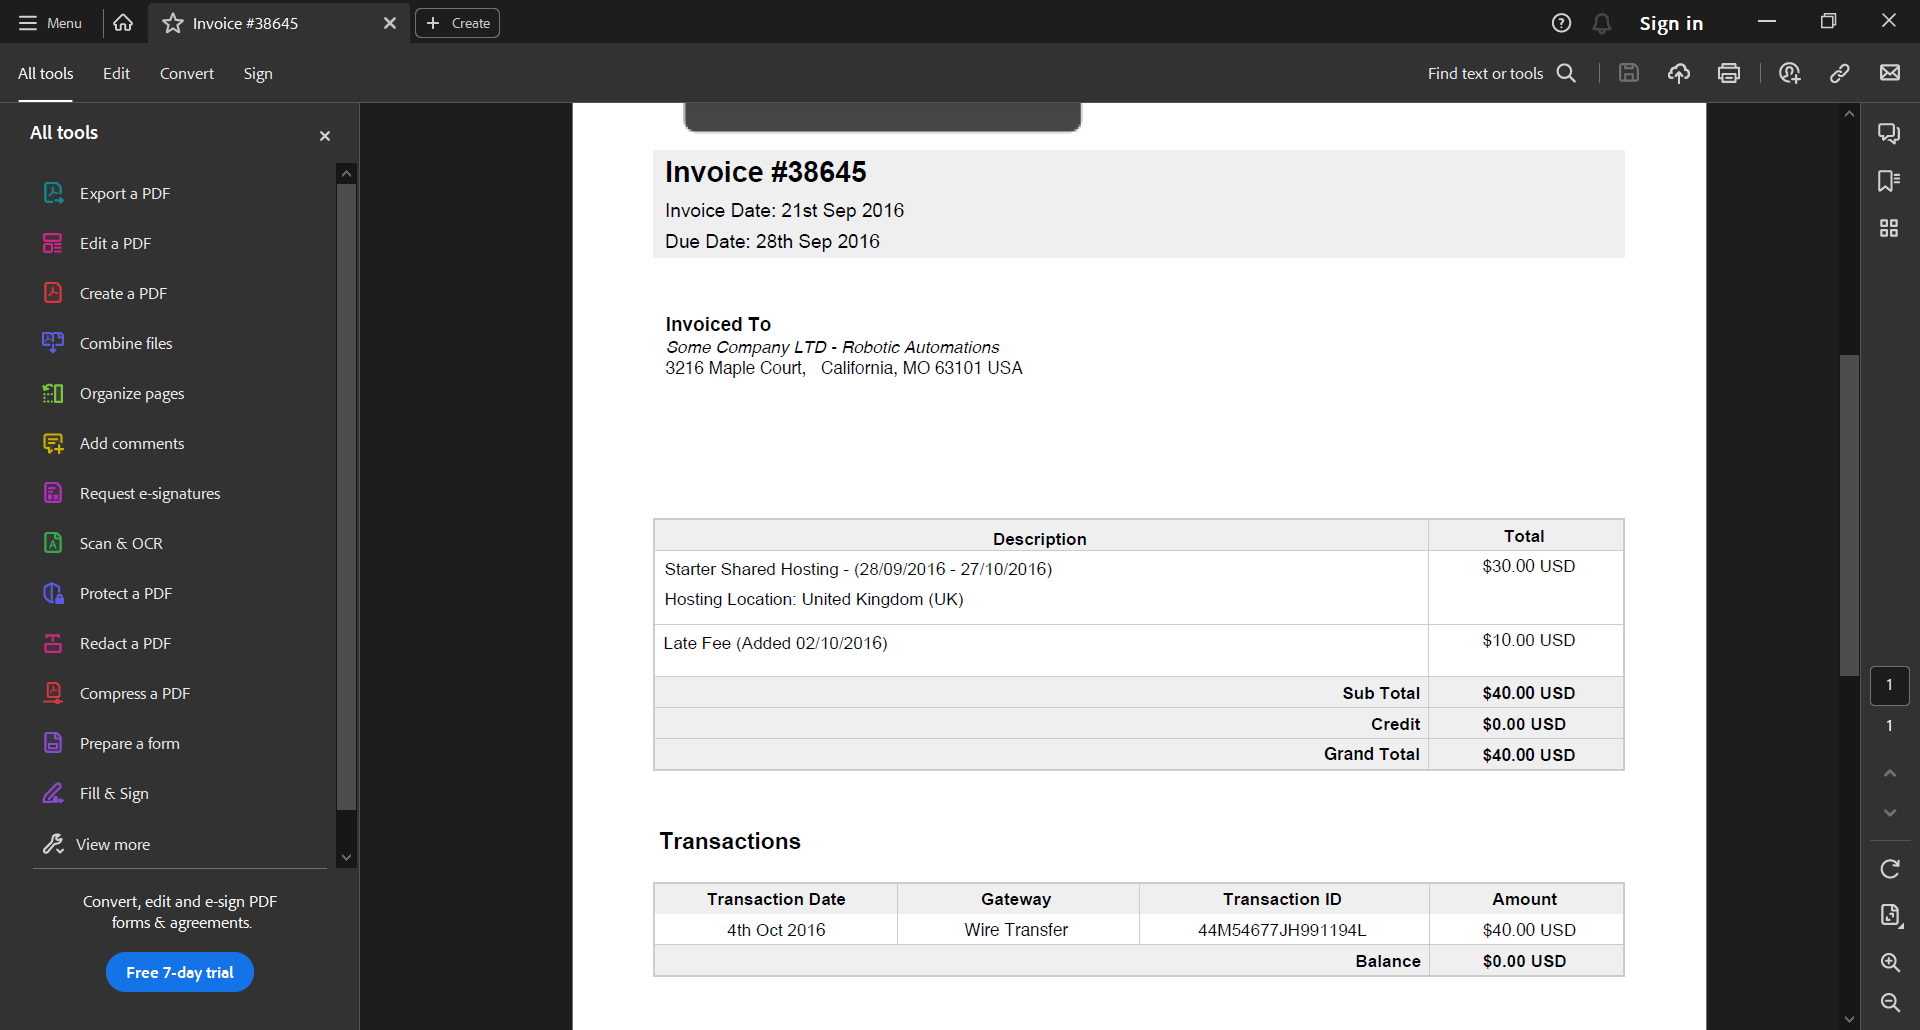 Menu
Invoice #38645
Create
Sign in
All tools
Edit
Convert
Sign
Find text or tools
All tools
Export a PDF
Edit a PDF
Create a PDF
Combine files
Organize pages
Add comments
Request e-signatures
Scan & OCR
Protect a PDF
Redact a PDF
Compress a PDF
Prepare a form
Fill & Sign
View more
Convert, edit and e-sign PDF
forms & agreements.
Free 7-day trial
Invoice #38645
Invoice Date: 21st Sep 2016
Due Date: 28th Sep 2016
Invoiced To
Some Company LTD - Robotic Automations
3216 Maple Court, California, MO 63101 USA
Description Total
Starter Shared Hosting - (28/09/2016 - 27/10/2016) $30.00 USD
Hosting Location: United Kingdom (UK)
Late Fee (Added 02/10/2016) $10.00 USD
Sub Total $40.00 USD
Credit $0.00 USD
Grand Total $40.00 USD
Transactions
Transaction Date Gateway Transaction ID Amount
4th Oct 2016 Wire Transfer 44M54677JH991194L $40.00 USD
Balance $0.00 USD
1
1